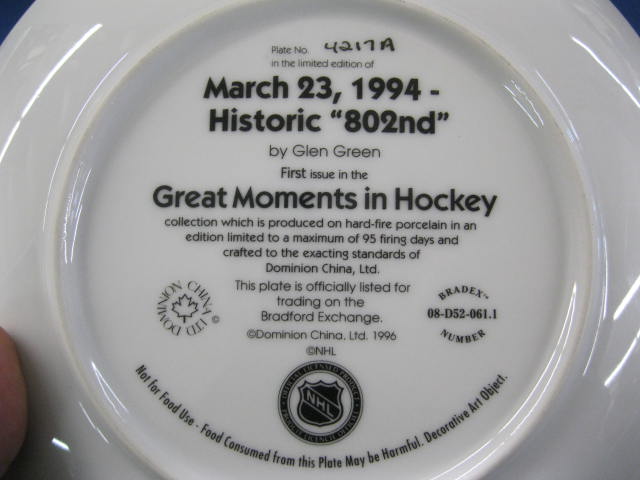 Plate No. 4217A
in the limited edition of
March 23, 1994 -
Historic “802nd”
by Glen Green
First issue in the
Great Moments in Hockey
collection which is produced on hard-fire porcelain in an
edition limited to a maximum of 95 firing days and
crafted to the exacting standards of
Dominion China, Ltd.
This plate is officially listed for
trading on the
Bradford Exchange.
DOMINION CHINA LTD ©
BRADEX™
08-D52-061.1
NUMBER
©Dominion China, Ltd. 1996
©NHL
OFFICIAL LICENSED PRODUCT
NHL
Not For Food Use - Food Consumed from this Plate May be Harmful. Decorative Art Object.